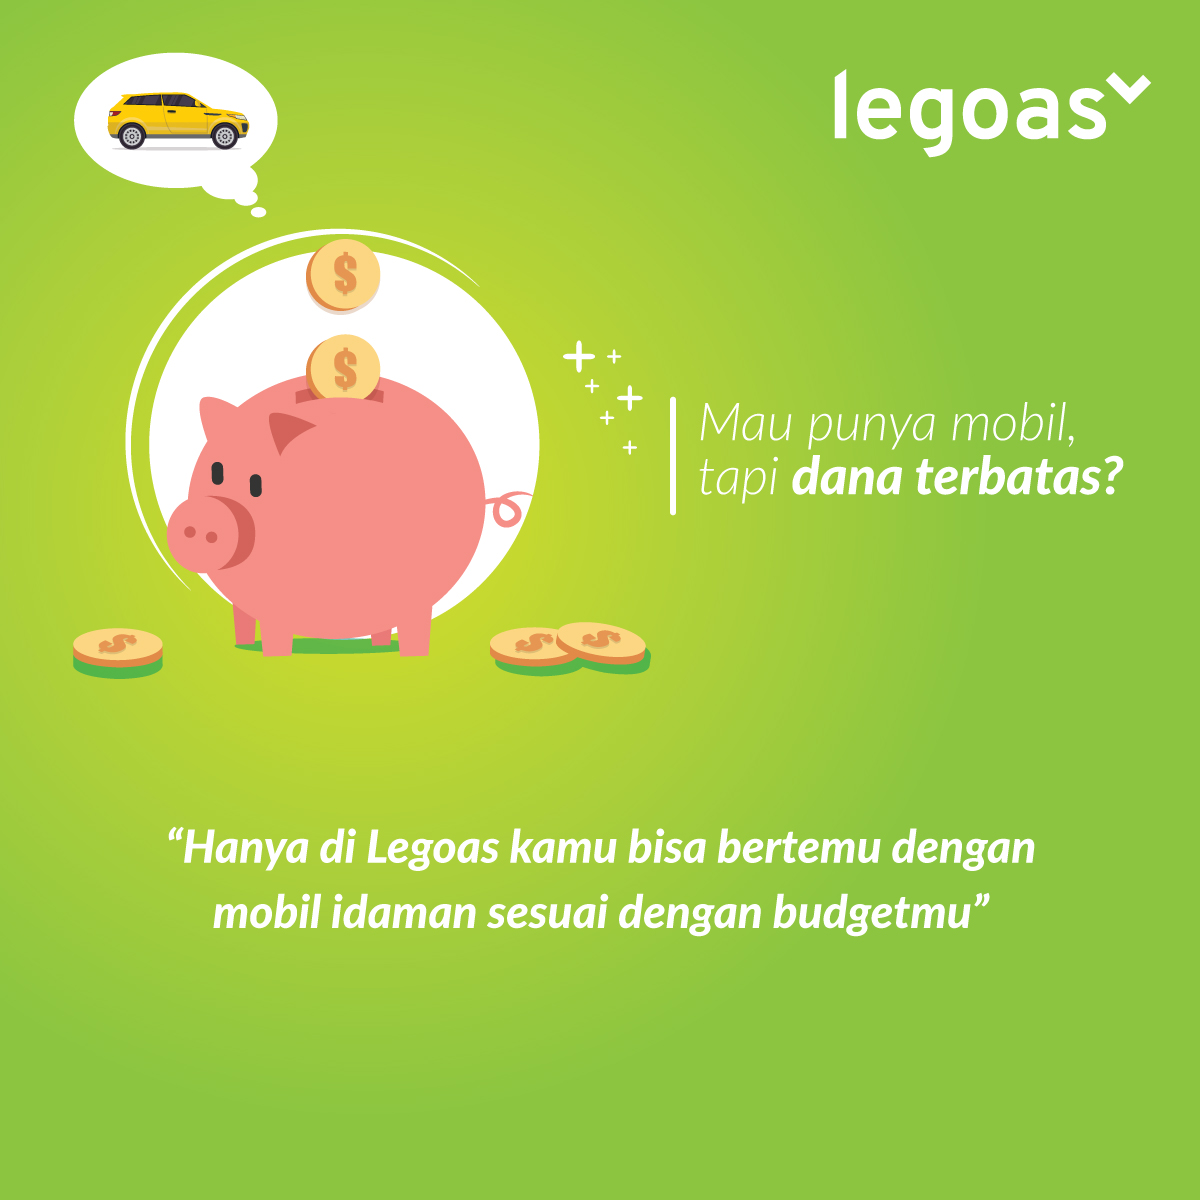 legoas
$
$
Mau punya mobil,
tapi dana terbatas?
$
$
$
“Hanya di Legoas kamu bisa bertemu dengan
mobil idaman sesuai dengan budgetmu”